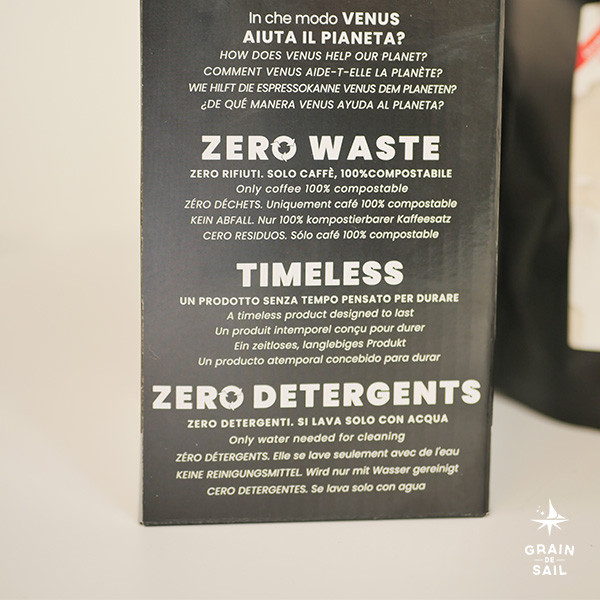 In che modo VENUS
AIUTA IL PIANETA?
HOW DOES VENUS HELP OUR PLANET?
COMMENT VENUS AIDE-T-ELLE LA PLANÈTE?
WIE HILFT DIE ESPRESSOKANNE VENUS DEM PLANETEN?
¿DE QUÉ MANERA VENUS AYUDA AL PLANETA?
ZERO WASTE
ZERO RIFIUTI. SOLO CAFFÈ, 100%COMPOSTABILE
Only coffee 100% compostable
ZÉRO DÉCHETS. Uniquement café 100% compostable
KEIN ABFALL. Nur 100% kompostierbarer Kaffeesatz
CERO RESIDUOS. Sólo café 100% compostable
TIMELESS
UN PRODOTTO SENZA TEMPO PENSATO PER DURARE
A timeless product designed to last
Un produit intemporel conçu pour durer
Ein zeitloses, langlebiges Produkt
Un producto atemporal concebido para durar
ZERO DETERGENTS
ZERO DETERGENTI. SI LAVA SOLO CON ACQUA
Only water needed for cleaning
ZÉRO DÉTERGENTS. Elle se lave seulement avec de l'eau
KEINE REINIGUNGSMITTEL. Wird nur mit Wasser gereinigt
CERO DETERGENTES. Se lava solo con agua
GRAIN
DE
SAIL